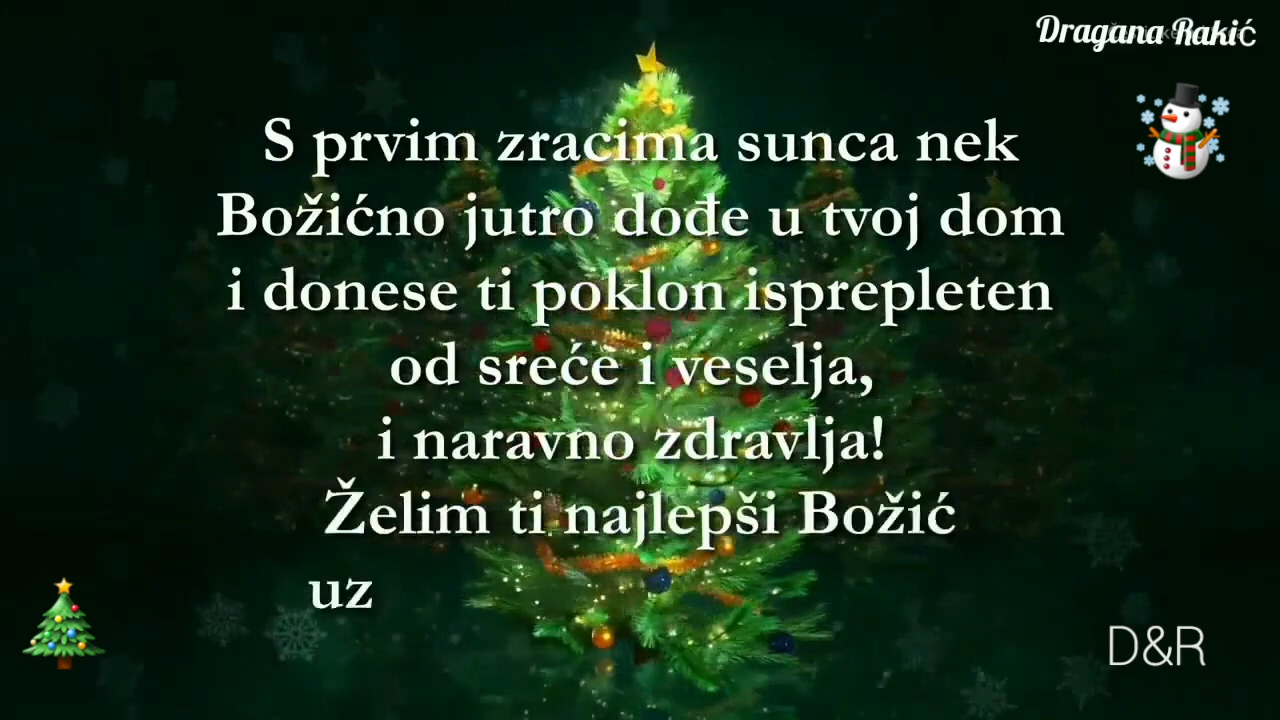 Dragana Rakić
S prvim zracima sunca nek
Božićno jutro dođe u tvoj dom
i donese ti poklon isprepleten
od sreće i veselja,
i naravno zdravlja!
Želim ti najlepši Božić
uz
D&R